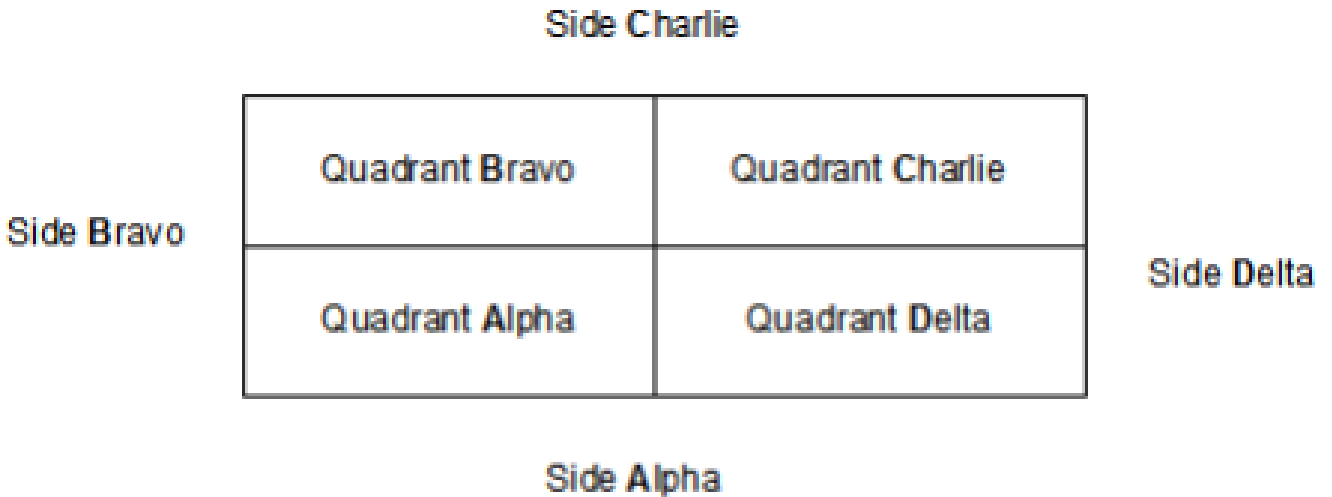 Side Charlie
Quadrant Bravo
Quadrant Charlie
Side Bravo
Side Delta
Quadrant Alpha
Quadrant Delta
Side Alpha